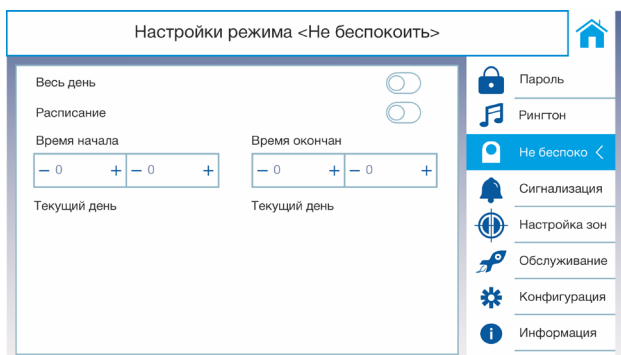 Настройки режима <Не беспокоить>
Весь день
Расписание
Время начала
Время окончан
− 0 + − 0 +
− 0 + − 0 +
Текущий день
Текущий день
Пароль
Рингтон
Не беспоко <
Сигнализация
Настройка зон
Обслуживание
Конфигурация
Информация